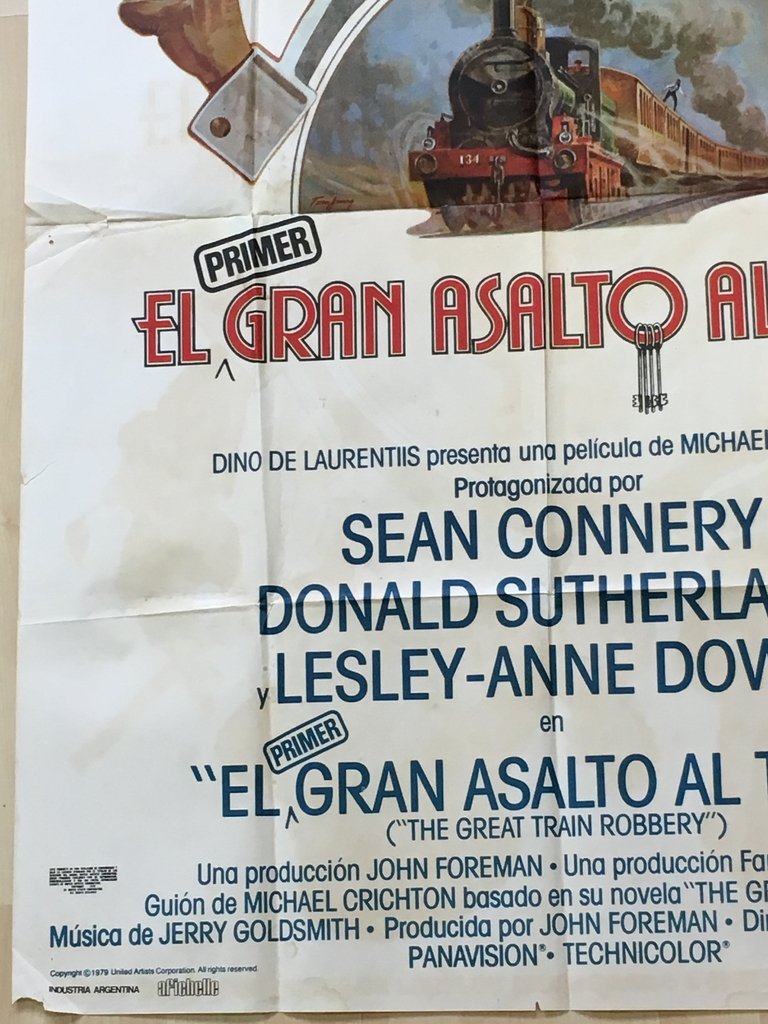 134
PRIMER
EL GRAN ASALTO AL
DINO DE LAURENTIIS presenta una película de MICHAEL
Protagonizada por
SEAN CONNERY
DONALD SUTHERLA
y LESLEY-ANNE DOW
en
PRIMER
"EL GRAN ASALTO AL T
("THE GREAT TRAIN ROBBERY")
Una producción JOHN FOREMAN • Una producción Fa
Guión de MICHAEL CRICHTON basado en su novela "THE GR
Música de JERRY GOLDSMITH • Producida por JOHN FOREMAN • Di
PANAVISION® • TECHNICOLOR®
Copyright ©1979 United Artists Corporation. All rights reserved.
INDUSTRIA ARGENTINA afichelle